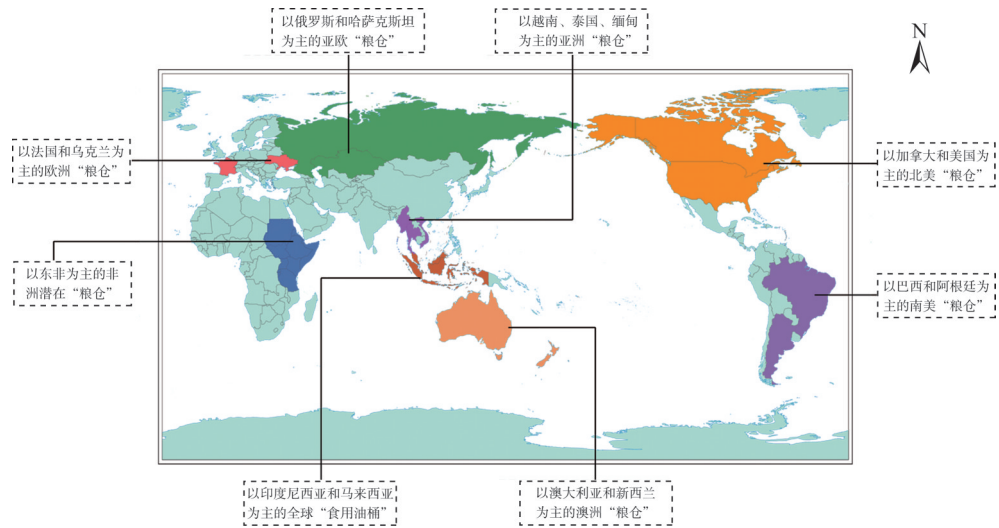 以俄罗斯和哈萨克斯坦
为主的亚欧“粮仓”
以越南、泰国、缅甸
为主的亚洲“粮仓”
N
以法国和乌克兰为
主的欧洲“粮仓”
以加拿大和美国为
主的北美“粮仓”
以东非为主的非
洲潜在“粮仓”
以巴西和阿根廷为
主的南美“粮仓”
以印度尼西亚和马来西亚
为主的全球“食用油桶”
以澳大利亚和新西兰
为主的澳洲“粮仓”